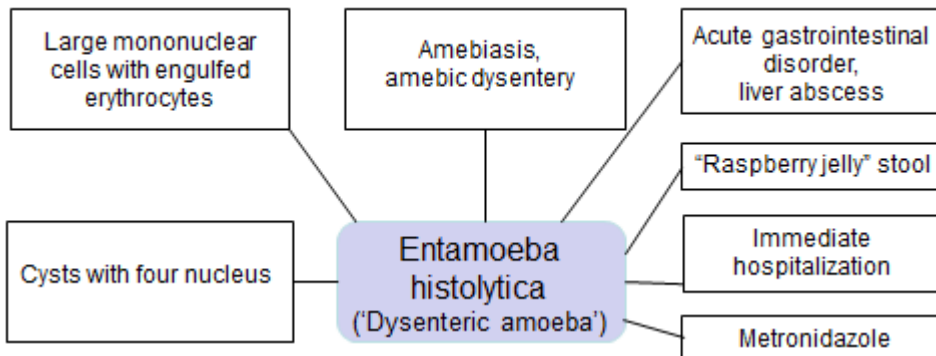 Large mononuclear
cells with engulfed
erythrocytes
Amebiasis,
amebic dysentery
Acute gastrointestinal
disorder,
liver abscess
“Raspberry jelly” stool
Cysts with four nucleus
Entamoeba
histolytica
(‘Dysenteric amoeba’)
Immediate
hospitalization
Metronidazole